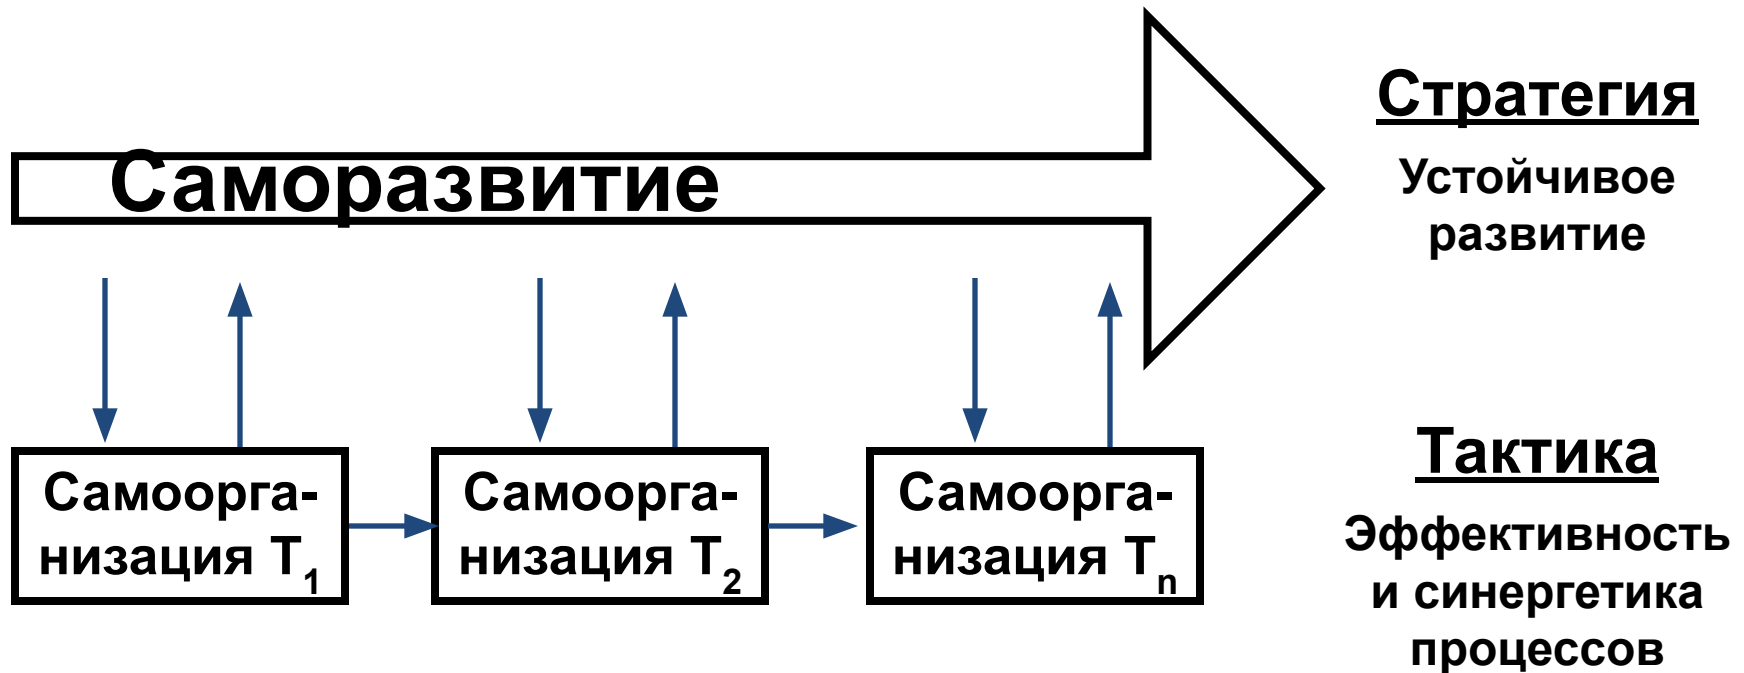 Саморазвитие
Стратегия
Устойчивое
развитие
Самоорга-
низация Т1
Самоорга-
низация Т2
Самоорга-
низация Тn
Тактика
Эффективность
и синергетика
процессов